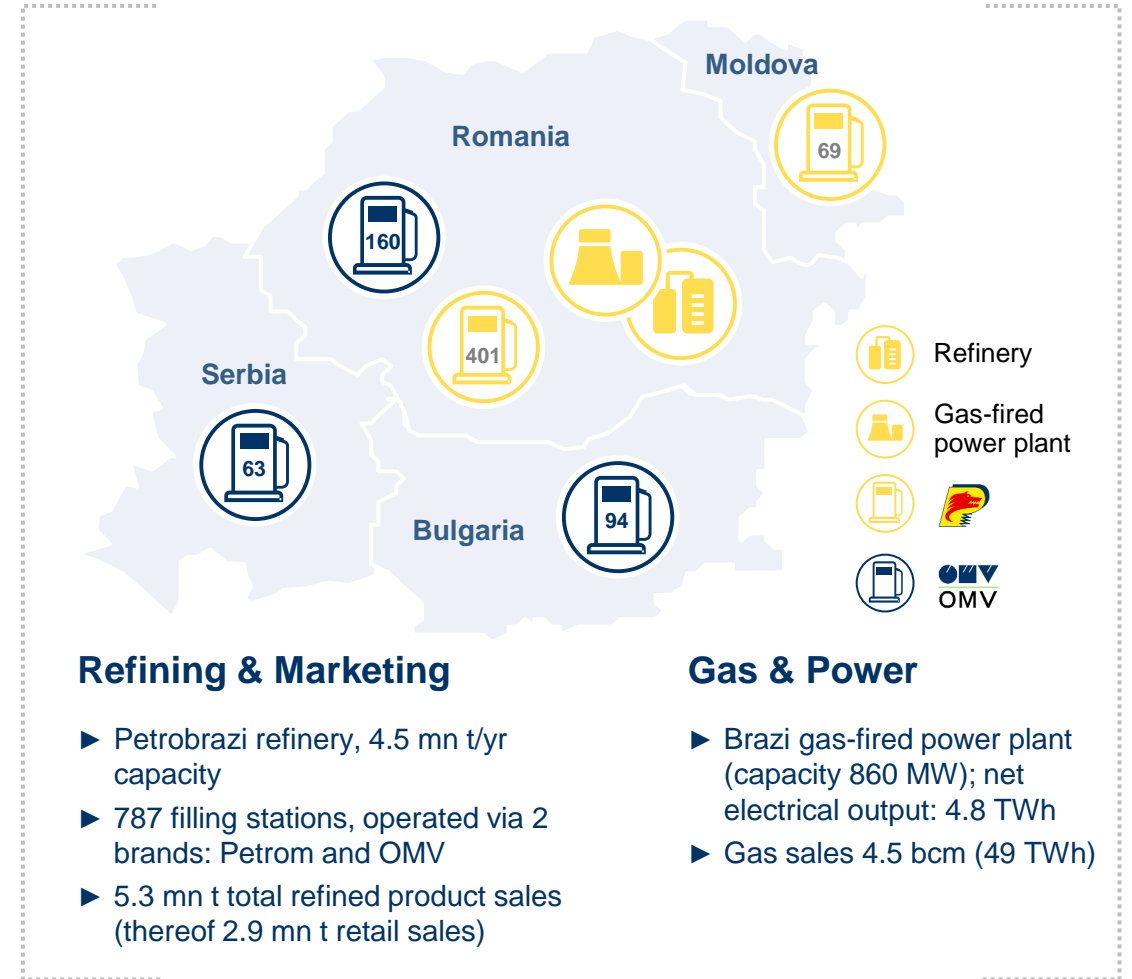 Moldova
69
Romania
160
401
Serbia
63
Bulgaria
94
Refinery
Gas-fired
power plant
OMV
OMV
Refining & Marketing
► Petrobrazi refinery, 4.5 mn t/yr
capacity
► 787 filling stations, operated via 2
brands: Petrom and OMV
► 5.3 mn t total refined product sales
(thereof 2.9 mn t retail sales)
Gas & Power
► Brazi gas-fired power plant
(capacity 860 MW); net
electrical output: 4.8 TWh
► Gas sales 4.5 bcm (49 TWh)